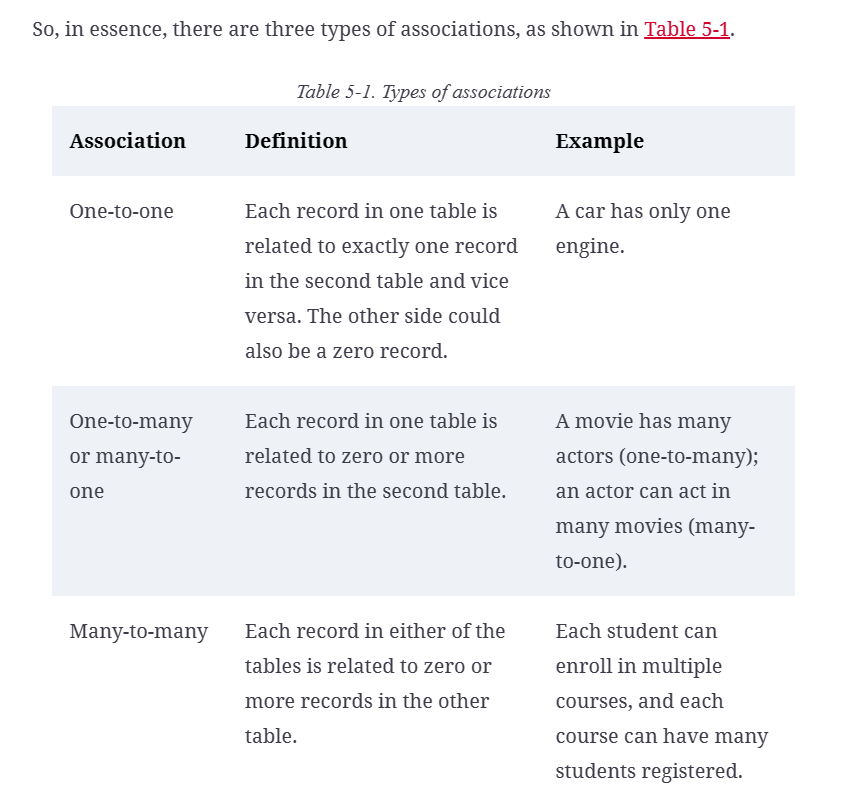 So, in essence, there are three types of associations, as shown in Table 5-1.
Table 5-1. Types of associations
Association Definition Example
One-to-one
Each record in one table is
related to exactly one record
in the second table and vice
versa. The other side could
also be a zero record.
A car has only one
engine.
One-to-many
or many-to-
one
Each record in one table is
related to zero or more
records in the second table.
A movie has many
actors (one-to-many);
an actor can act in
many movies (many-
to-one).
Many-to-many
Each record in either of the
tables is related to zero or
more records in the other
table.
Each student can
enroll in multiple
courses, and each
course can have many
students registered.